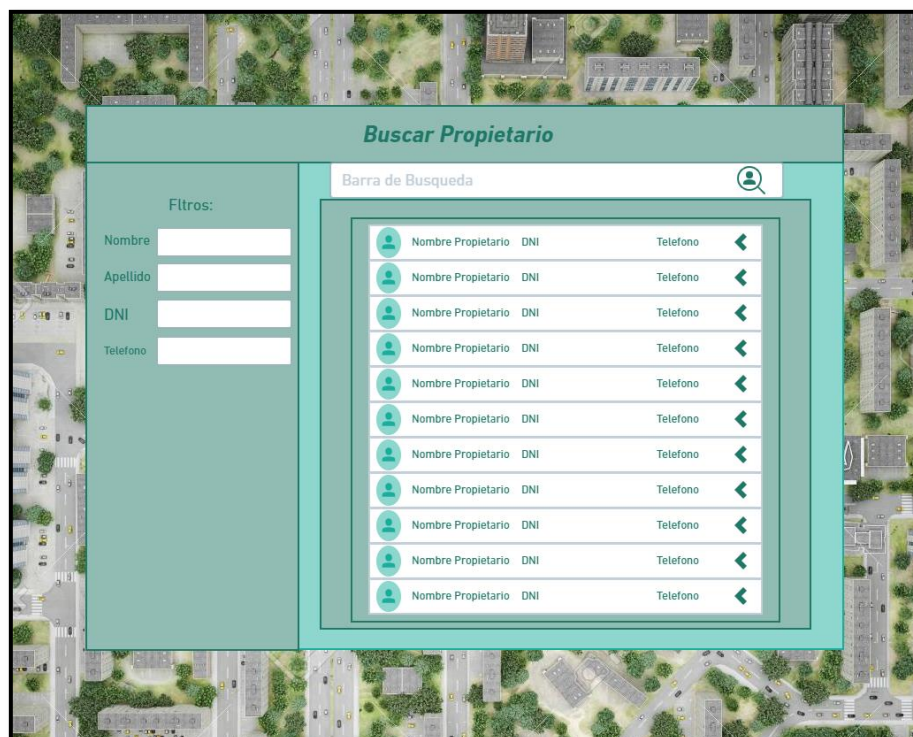 Buscar Propietario
Barra de Busqueda
Fltros:
Nombre
Apellido
DNI
Telefono
Nombre Propietario DNI Telefono
Nombre Propietario DNI Telefono
Nombre Propietario DNI Telefono
Nombre Propietario DNI Telefono
Nombre Propietario DNI Telefono
Nombre Propietario DNI Telefono
Nombre Propietario DNI Telefono
Nombre Propietario DNI Telefono
Nombre Propietario DNI Telefono
Nombre Propietario DNI Telefono
Nombre Propietario DNI Telefono